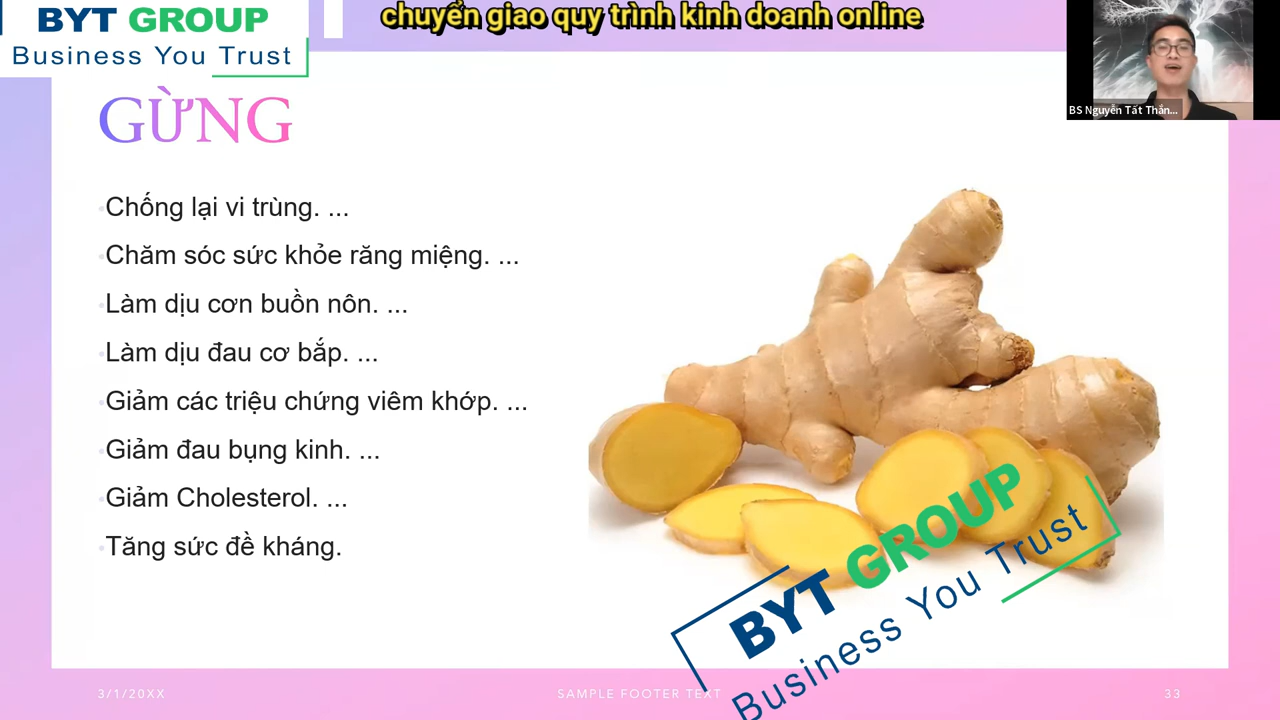 BYT GROUP
Business You Trust
chuyển giao quy trình kinh doanh online
BS Nguyễn Tất Thắn...
GỪNG
Chống lại vi trùng. ...
Chăm sóc sức khỏe răng miệng. ...
Làm dịu cơn buồn nôn. ...
Làm dịu đau cơ bắp. ...
Giảm các triệu chứng viêm khớp. ...
Giảm đau bụng kinh. ...
Giảm Cholesterol. ...
Tăng sức đề kháng.
BYT GROUP
Business You Trust
3/1/20XX
SAMPLE FOOTER TEXT
33